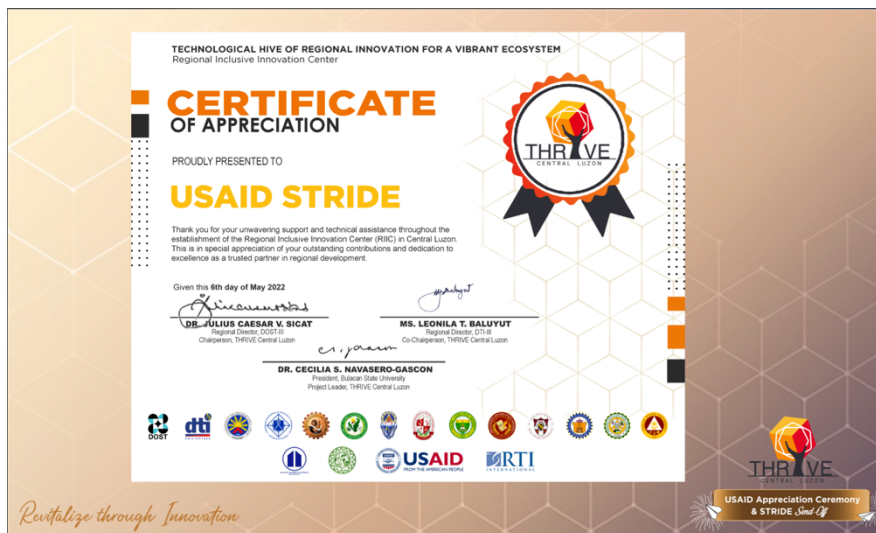 TECHNOLOGICAL HIVE OF REGIONAL INNOVATION FOR A VIBRANT ECOSYSTEM
Regional Inclusive Innovation Center
CERTIFICATE
OF APPRECIATION
THRIVE
CENTRAL LUZON
PROUDLY PRESENTED TO
USAID STRIDE
Thank you for your unwavering support and technical assistance throughout the
establishment of the Regional Inclusive Innovation Center (RIIC) in Central Luzon.
This is in special appreciation of your outstanding contributions and dedication to
excellence as a trusted partner in regional development.
Given this 6th day of May 2022
DR. JULIUS CAESAR V. SICAT
Regional Director, DOST-III
Chairperson, THRIVE Central Luzon
MS. LEONILA T. BALUYUT
Regional Director, DTI-III
Co-Chairperson, THRIVE Central Luzon
DR. CECILIA S. NAVASERO-GASCON
President, Bulacan State University
Project Leader, THRIVE Central Luzon
DOST
dti
PHILIPPINES
USAID
FROM THE AMERICAN PEOPLE
RTI
INTERNATIONAL
THRIVE
CENTRAL LUZON
USAID Appreciation Ceremony
& STRIDE Send-Off
Revitalize through Innovation